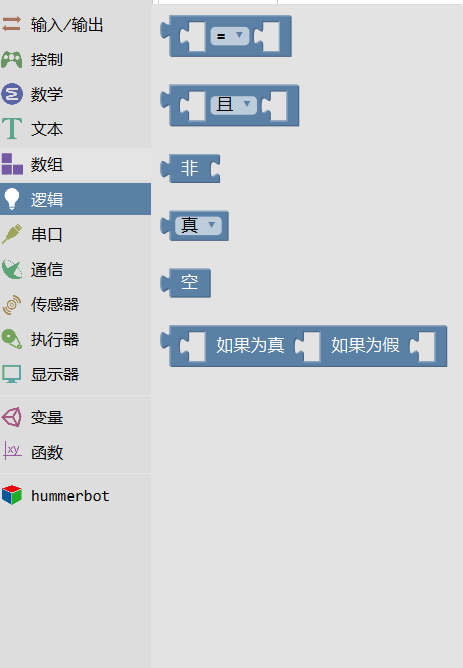 输入/输出
控制
数学
文本
数组
逻辑
串口
通信
传感器
执行器
显示器
变量
xy
函数
hummerbot
=
且
非
真
空
如果为真 如果为假